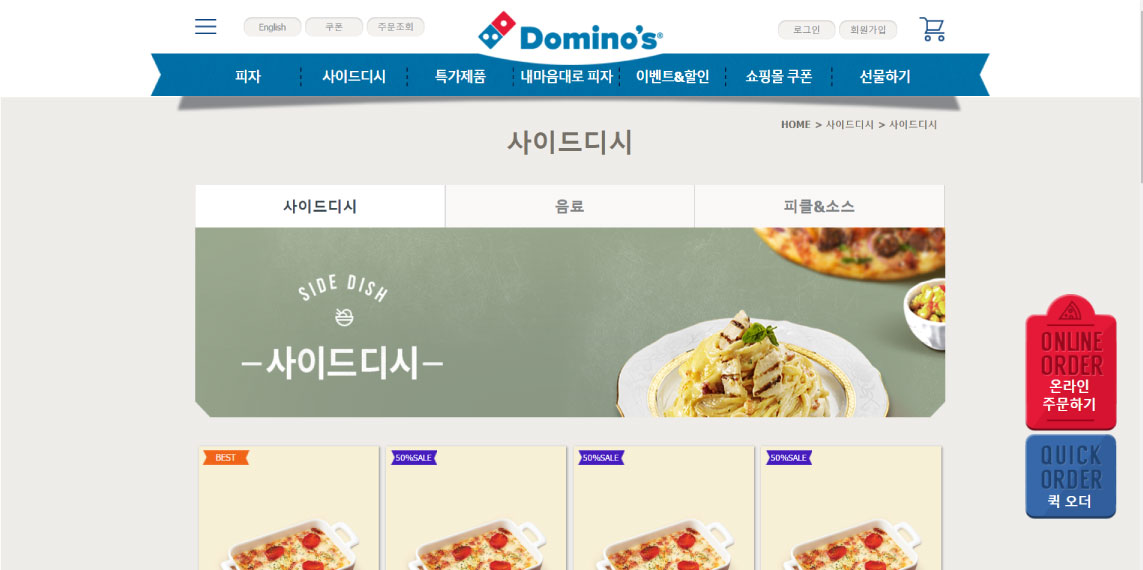 English
쿠폰
주문조회
Domino's®
로그인
회원가입
피자
사이드디시
특가제품
내마음대로 피자
이벤트&할인
쇼핑몰 쿠폰
선물하기
HOME > 사이드디시 > 사이드디시
사이드디시
사이드디시
음료
피클&소스
SIDE DISH
사이드디시
ONLINE
ORDER
온라인
주문하기
QUICK
ORDER
퀵 오더
BEST
50%SALE
50%SALE
50%SALE